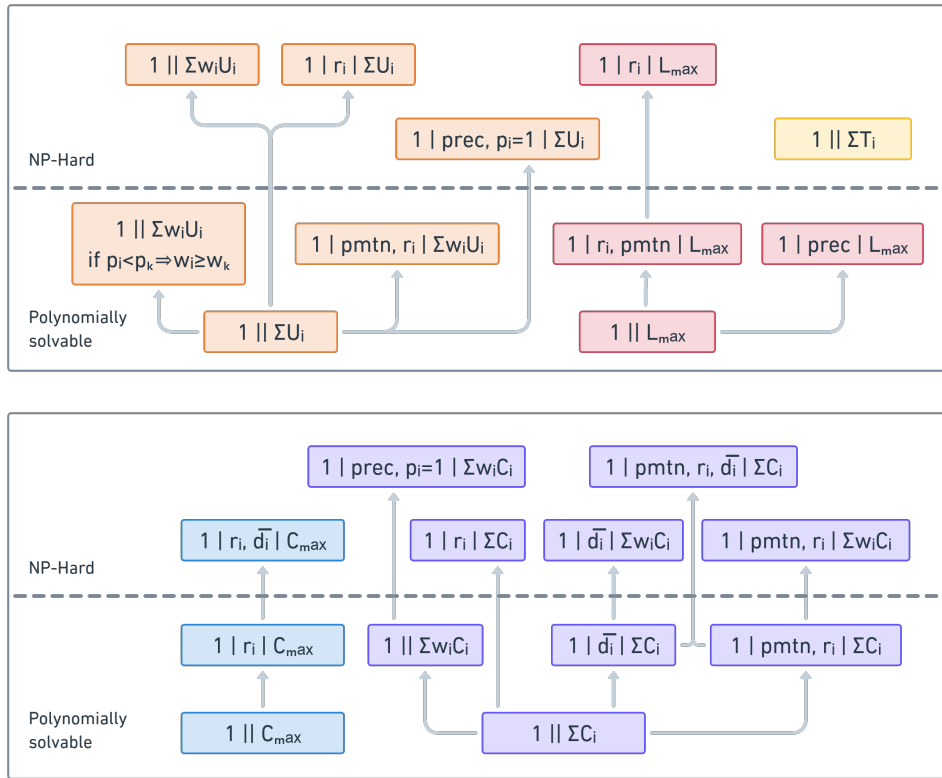 1 || ΣwᵢUᵢ
1 | rᵢ | ΣUᵢ
1 | rᵢ | Lₘₐₓ
1 | prec, pᵢ=1 | ΣUᵢ
1 || ΣTᵢ
NP-Hard
1 || ΣwᵢUᵢ
if pᵢ<pₖ⇒wᵢ≥wₖ
1 | pmtn, rᵢ | ΣwᵢUᵢ
1 | rᵢ, pmtn | Lₘₐₓ
1 | prec | Lₘₐₓ
Polynomially
solvable
1 || ΣUᵢ
1 || Lₘₐₓ
1 | prec, pᵢ=1 | ΣwᵢCᵢ
1 | pmtn, rᵢ, d̅ᵢ | ΣCᵢ
1 | rᵢ, d̅ᵢ | Cₘₐₓ
1 | rᵢ | ΣCᵢ
1 | d̅ᵢ | ΣwᵢCᵢ
1 | pmtn, rᵢ | ΣwᵢCᵢ
NP-Hard
1 | rᵢ | Cₘₐₓ
1 || ΣwᵢCᵢ
1 | d̅ᵢ | ΣCᵢ
1 | pmtn, rᵢ | ΣCᵢ
Polynomially
solvable
1 || Cₘₐₓ
1 || ΣCᵢ